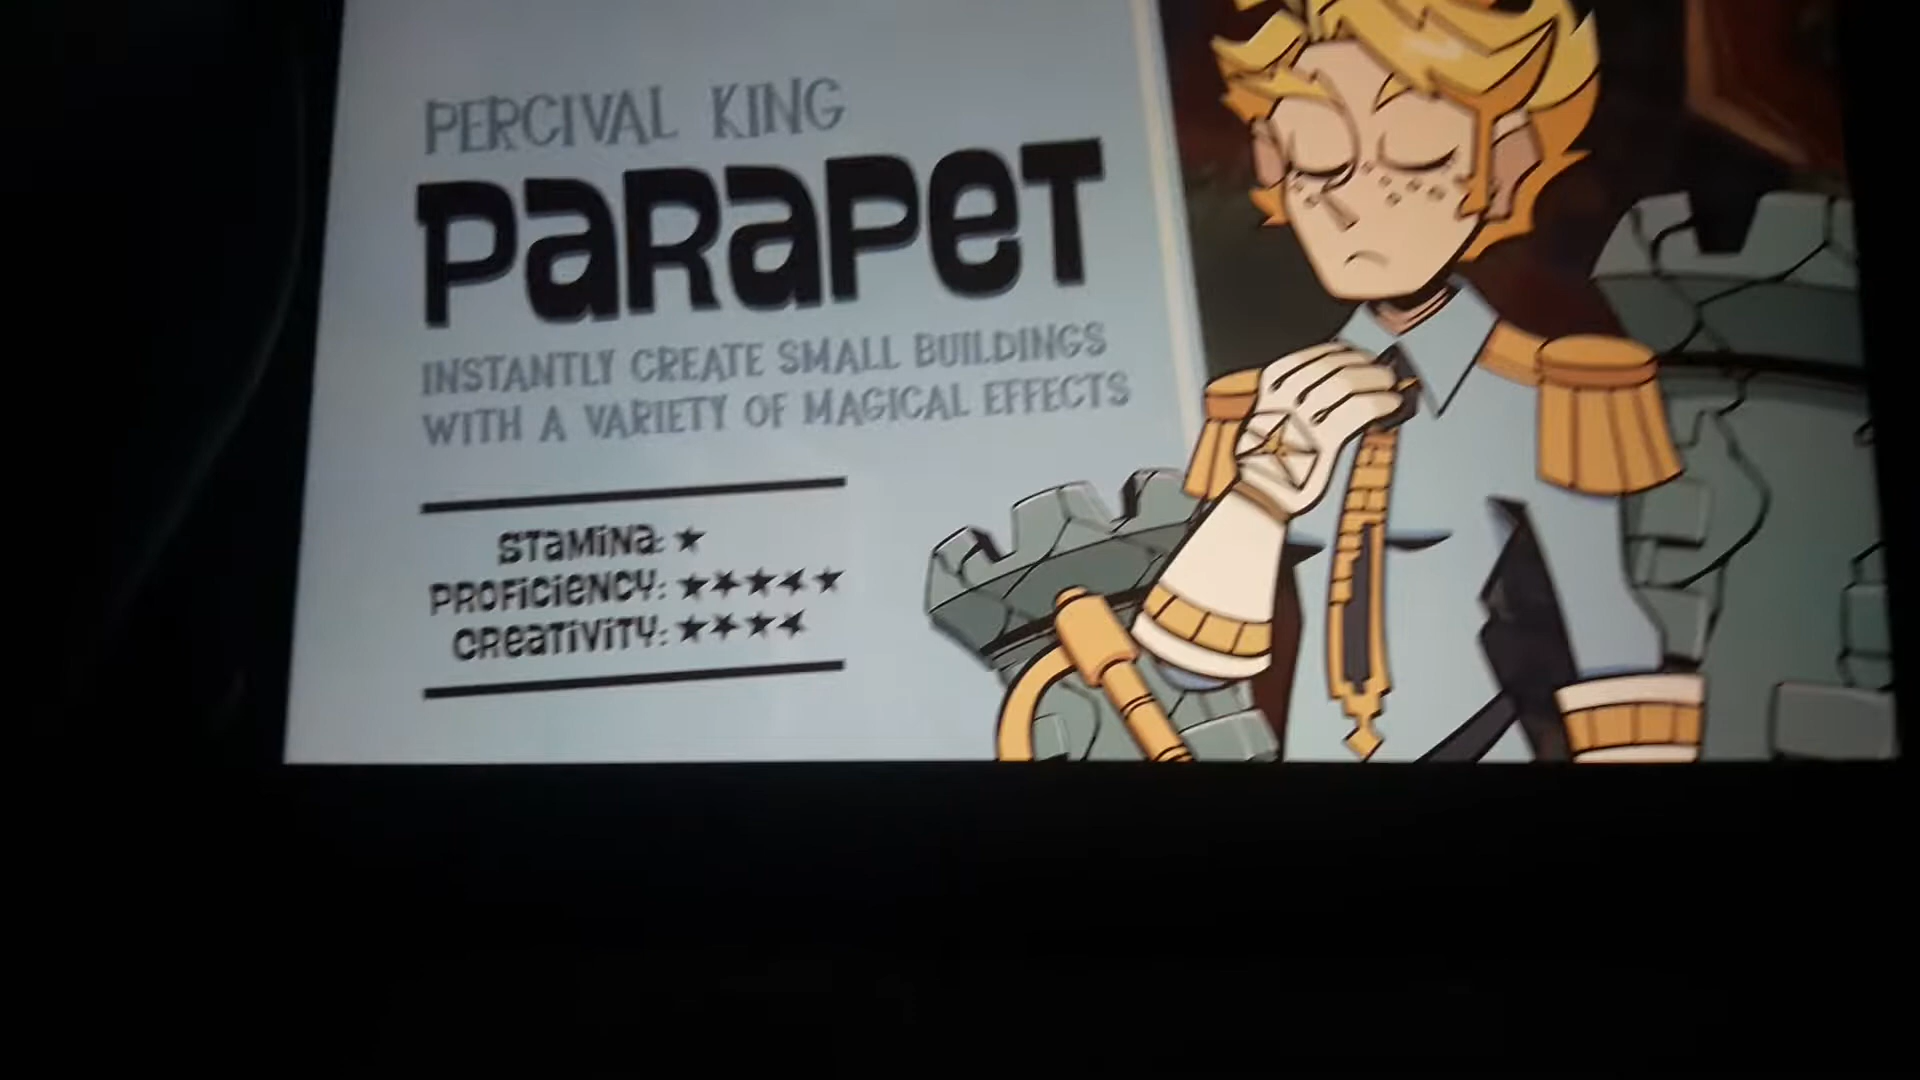 PERCIVAL KING
PARAPET
INSTANTLY CREATE SMALL BUILDINGS
WITH A VARIETY OF MAGICAL EFFECTS
STAMINA: ★
PROFICIENCY: ★★★★★
CREATIVITY: ★★★★